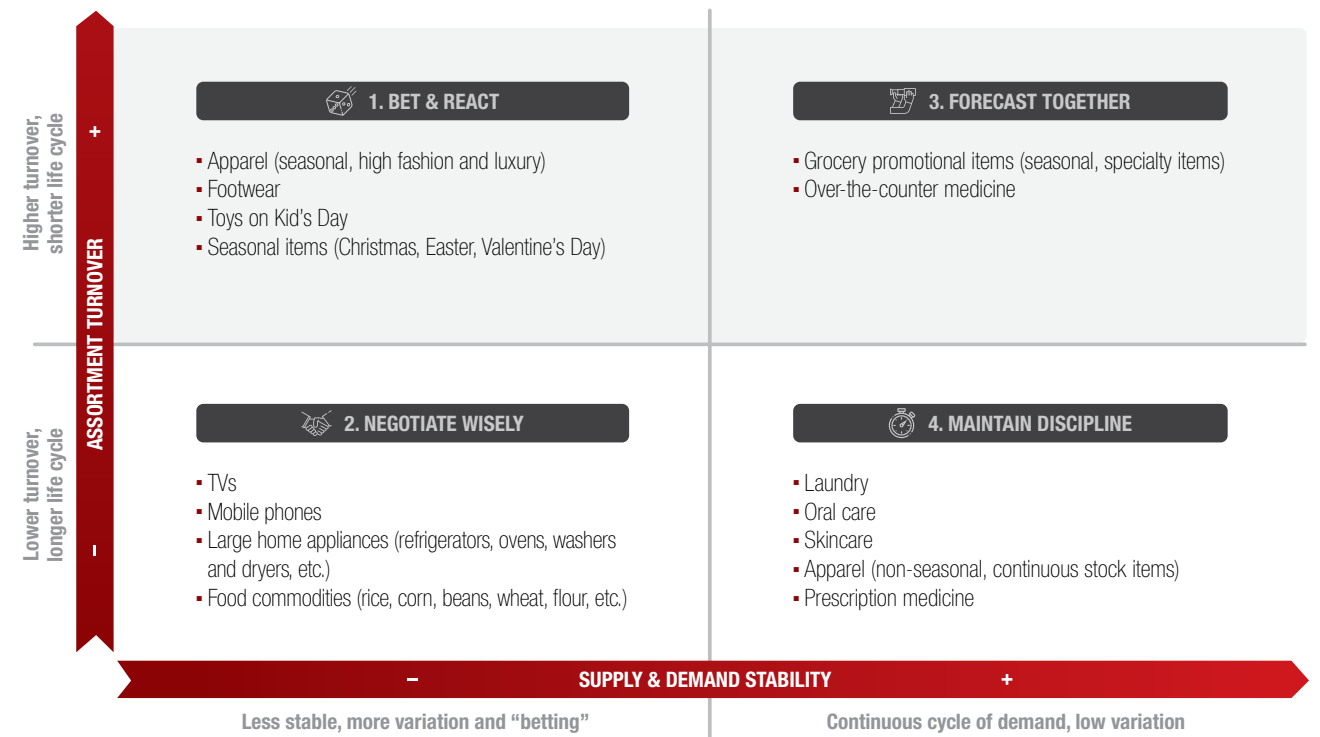 Higher turnover,
shorter life cycle
+
ASSORTMENT TURNOVER
Lower turnover,
longer life cycle
–
1. BET & REACT
▪ Apparel (seasonal, high fashion and luxury)
▪ Footwear
▪ Toys on Kid’s Day
▪ Seasonal items (Christmas, Easter, Valentine’s Day)
3. FORECAST TOGETHER
▪ Grocery promotional items (seasonal, specialty items)
▪ Over-the-counter medicine
2. NEGOTIATE WISELY
▪ TVs
▪ Mobile phones
▪ Large home appliances (refrigerators, ovens, washers
and dryers, etc.)
▪ Food commodities (rice, corn, beans, wheat, flour, etc.)
4. MAINTAIN DISCIPLINE
▪ Laundry
▪ Oral care
▪ Skincare
▪ Apparel (non-seasonal, continuous stock items)
▪ Prescription medicine
– SUPPLY & DEMAND STABILITY +
Less stable, more variation and “betting”
Continuous cycle of demand, low variation